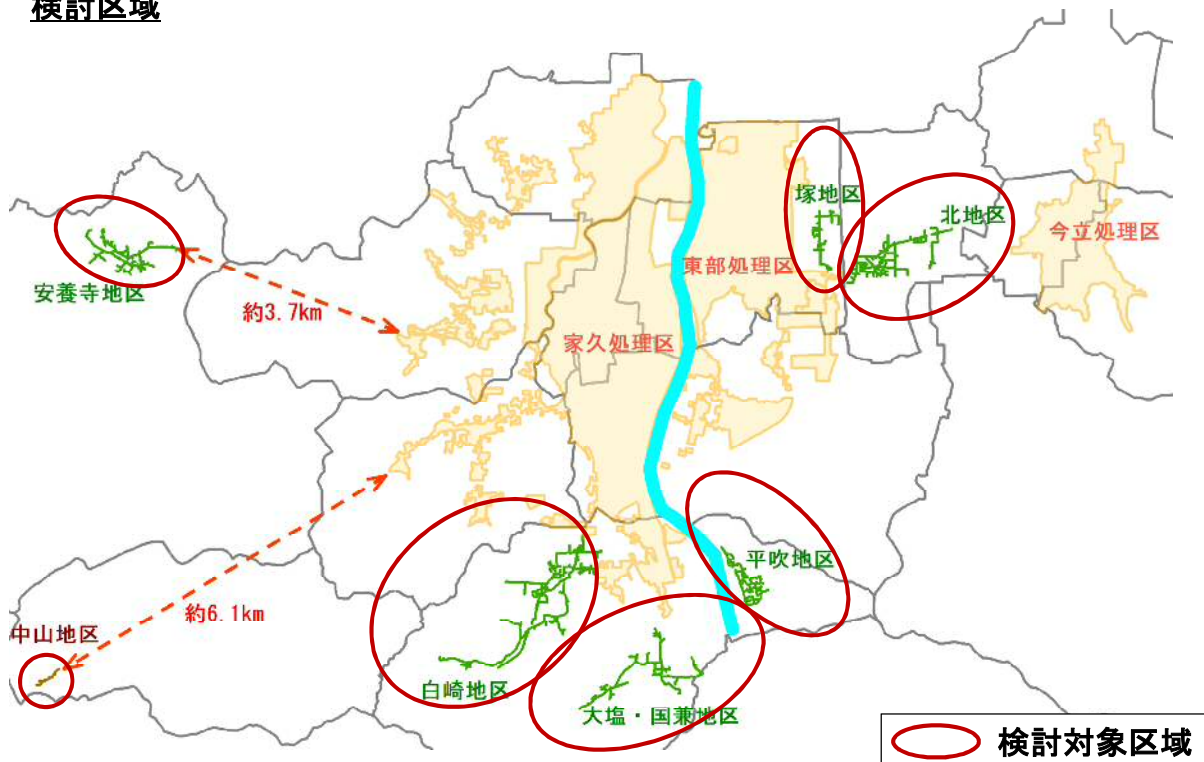 検討区域
塚地区
北地区
今立処理区
東部処理区
安養寺地区
約3.7km
家久処理区
平吹地区
約6.1km
中山地区
白崎地区
大塩・国兼地区
検討対象区域